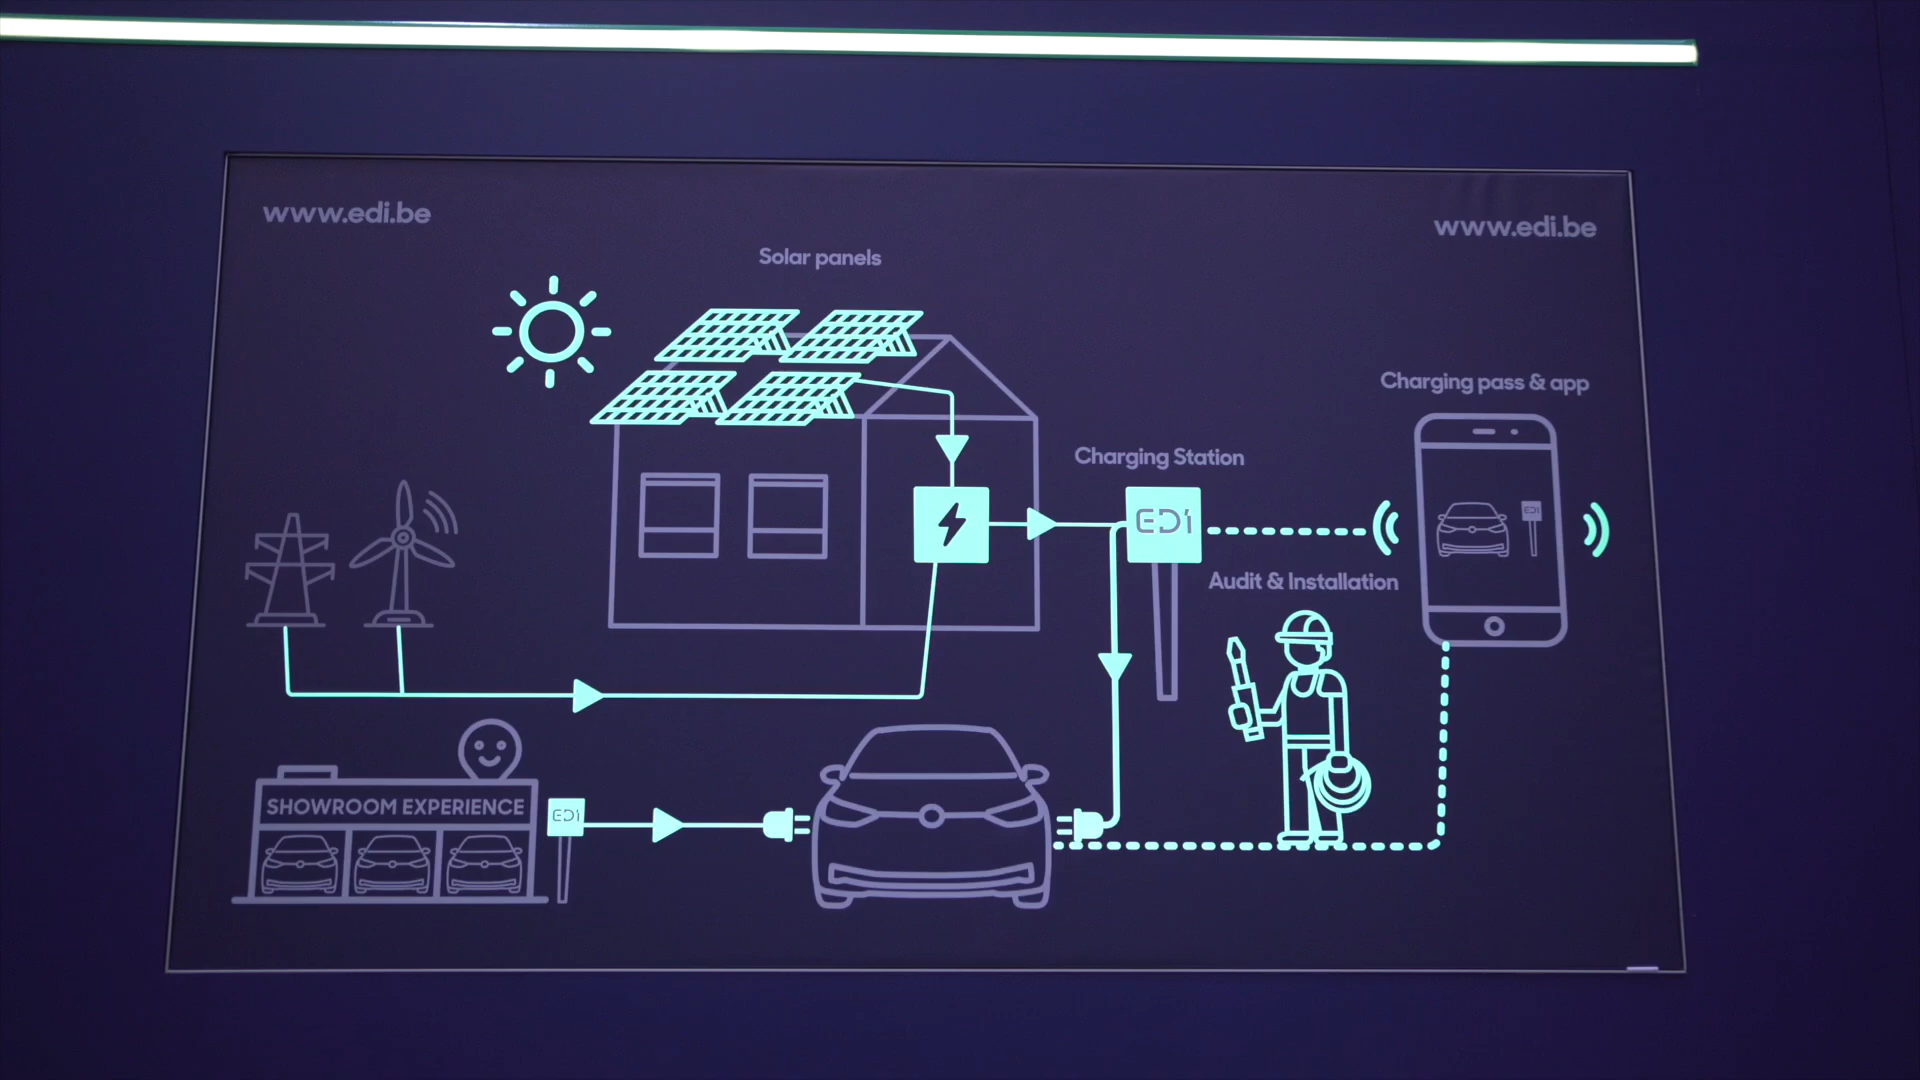 www.edi.be
www.edi.be
Solar panels
Charging pass & app
Charging Station
EDI
EDI
Audit & Installation
SHOWROOM EXPERIENCE
EDI